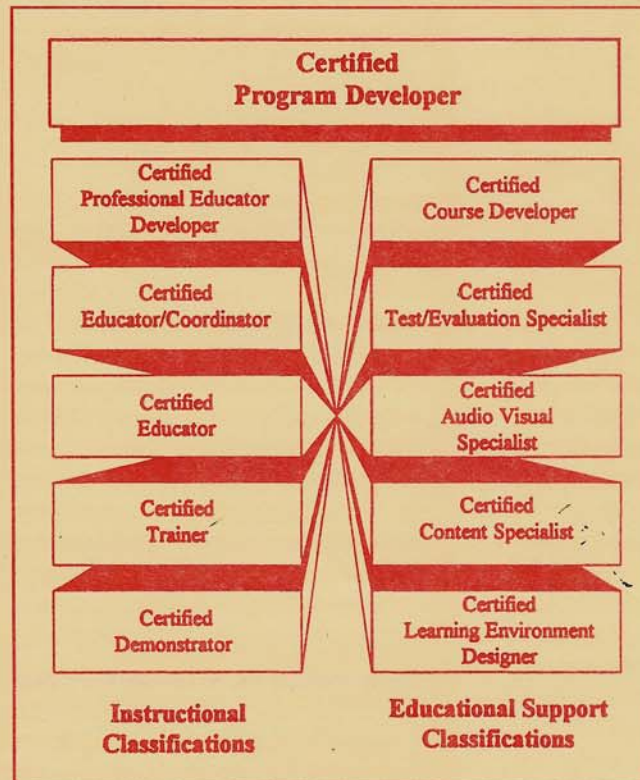 Certified
Program Developer
Certified
Professional Educator
Developer
Certified
Educator/Coordinator
Certified
Educator
Certified
Trainer
Certified
Demonstrator
Instructional
Classifications
Certified
Course Developer
Certified
Test/Evaluation Specialist
Certified
Audio Visual
Specialist
Certified
Content Specialist
Certified
Learning Environment
Designer
Educational Support
Classifications